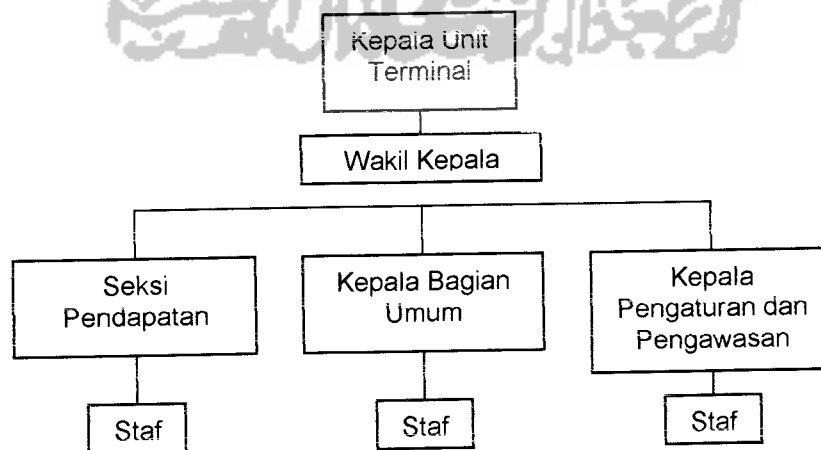 Kepala Unit
Terminal
Wakil Kepala
Seksi
Pendapatan
Kepala Bagian
Umum
Kepala
Pengaturan dan
Pengawasan
Staf
Staf
Staf